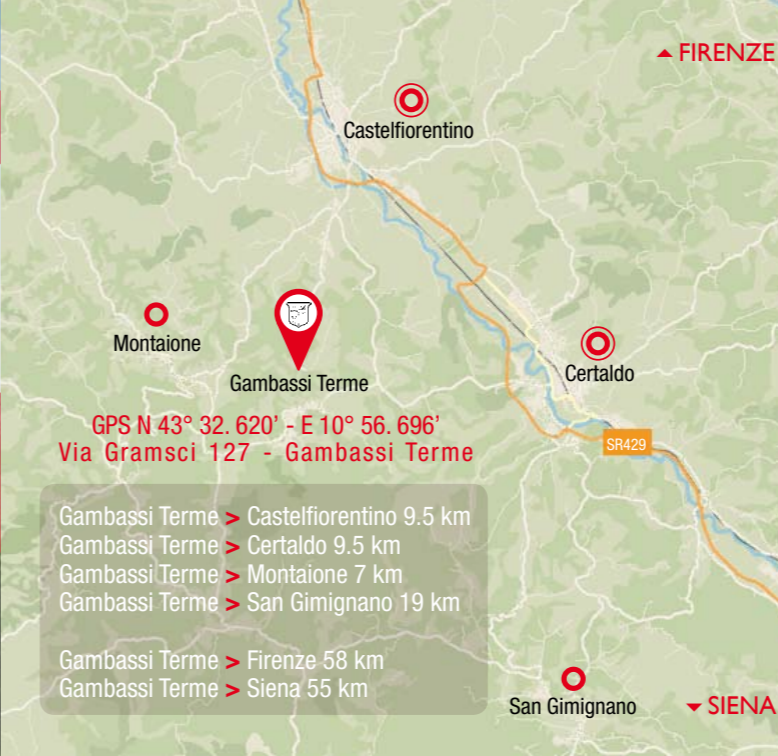 ▲ FIRENZE
Castelfiorentino
Montaione
Gambassi Terme
Certaldo
GPS N 43° 32. 620’ - E 10° 56. 696’
Via Gramsci 127 - Gambassi Terme
SR429
Gambassi Terme > Castelfiorentino 9.5 km
Gambassi Terme > Certaldo 9.5 km
Gambassi Terme > Montaione 7 km
Gambassi Terme > San Gimignano 19 km
Gambassi Terme > Firenze 58 km
Gambassi Terme > Siena 55 km
San Gimignano
▼ SIENA